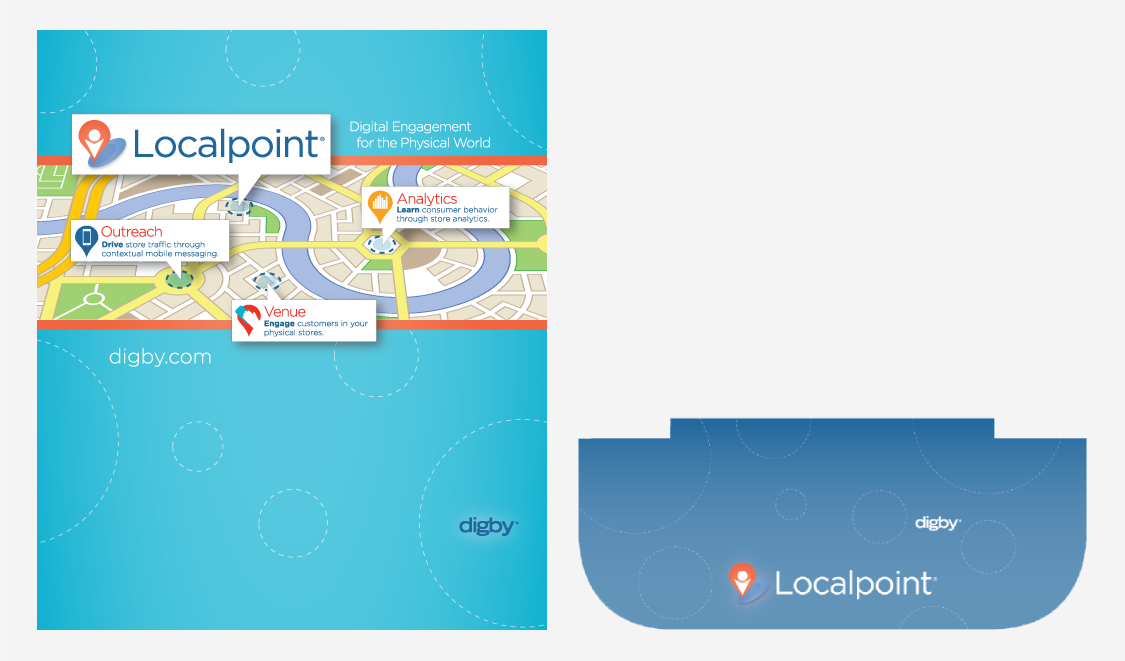 Localpoint®
Digital Engagement
for the Physical World
Analytics
Learn consumer behavior
through store analytics.
Outreach
Drive store traffic through
contextual mobile messaging.
Venue
Engage customers in your
physical stores.
digby.com
digby
digby
Localpoint®